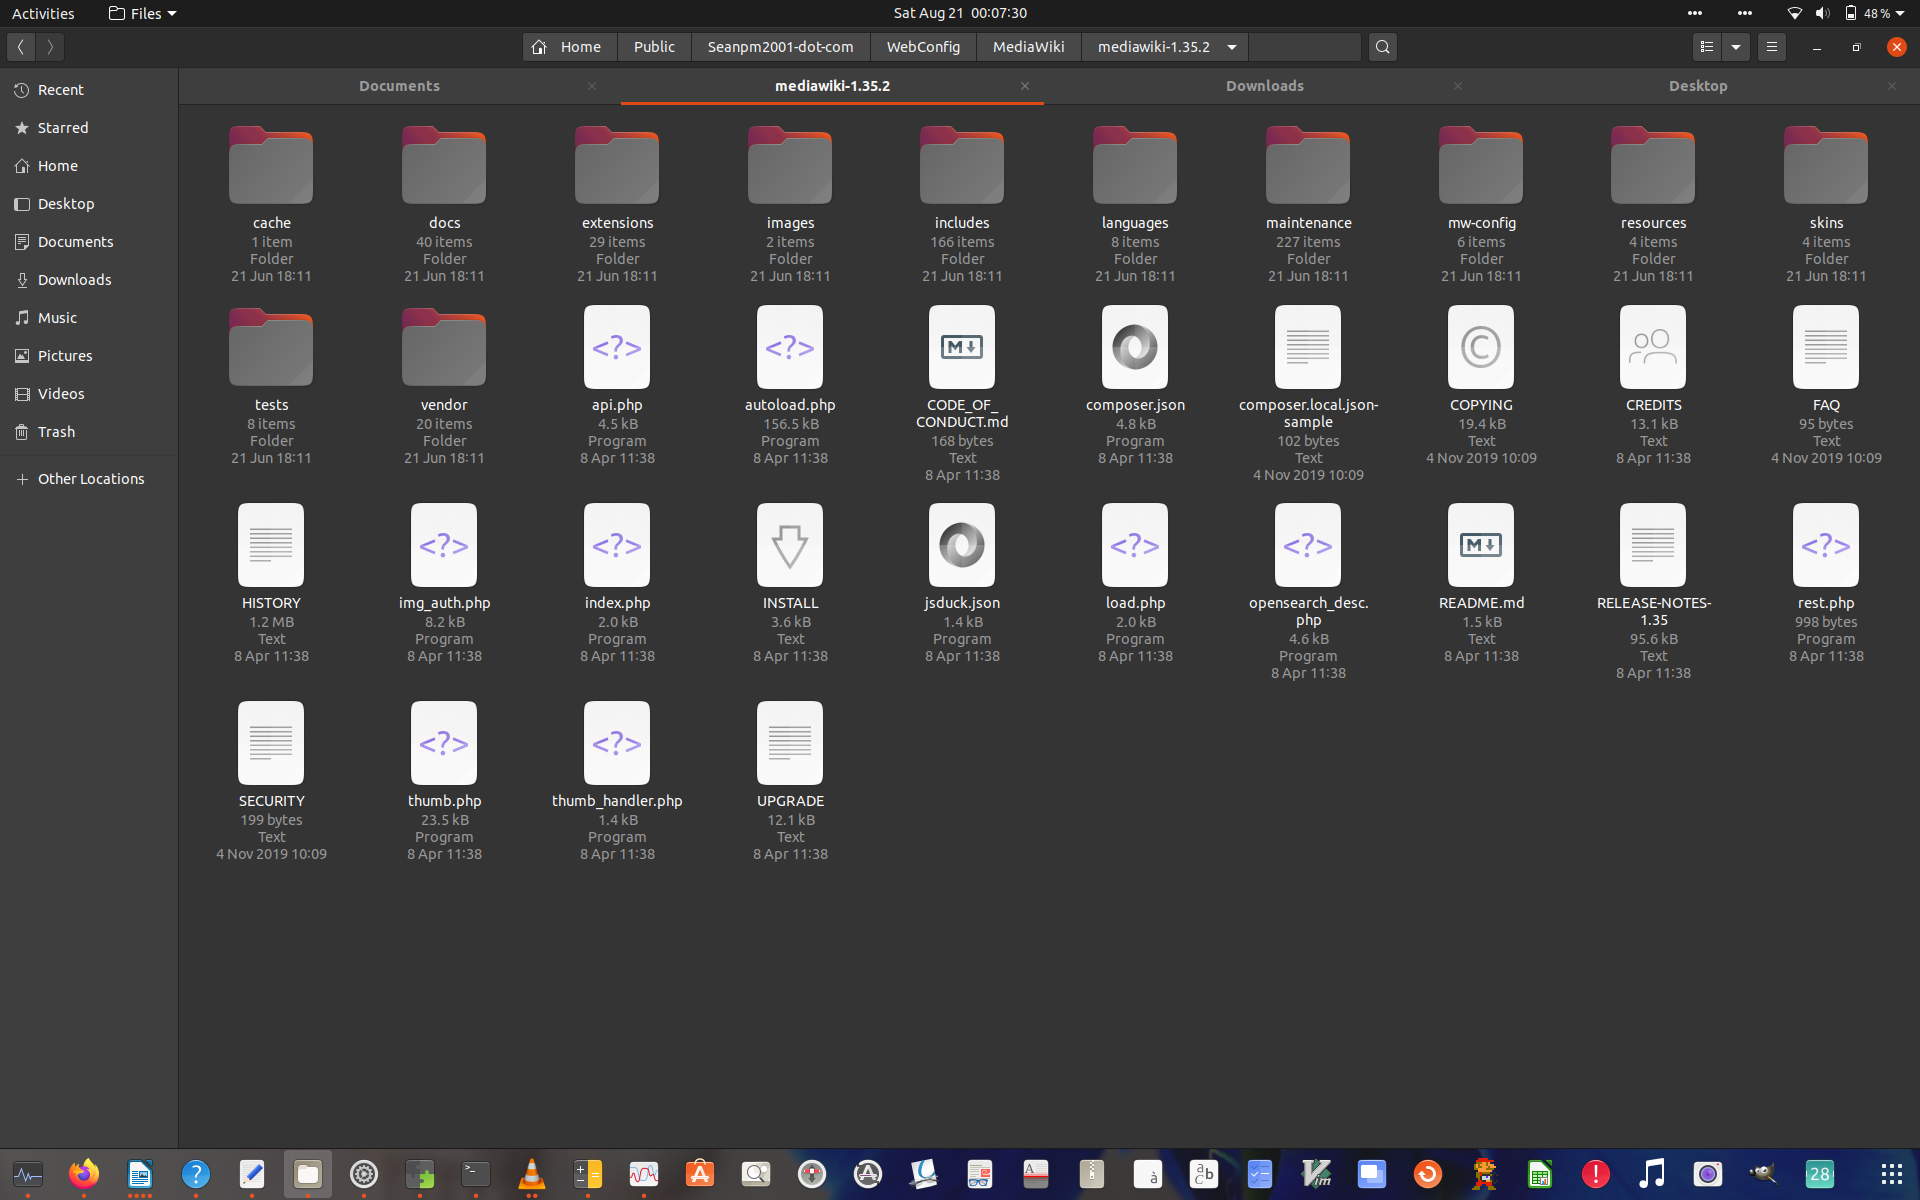 Activities Files Sat Aug 21 00:07:30 48 %
Home Public Seanpm2001-dot-com WebConfig MediaWiki mediawiki-1.35.2
Documents mediawiki-1.35.2 Downloads Desktop
Recent
Starred
Home
Desktop
Documents
Downloads
Music
Pictures
Videos
Trash
Other Locations
cache
1 item
Folder
21 Jun 18:11
docs
40 items
Folder
21 Jun 18:11
extensions
29 items
Folder
21 Jun 18:11
images
2 items
Folder
21 Jun 18:11
includes
166 items
Folder
21 Jun 18:11
languages
8 items
Folder
21 Jun 18:11
maintenance
227 items
Folder
21 Jun 18:11
mw-config
6 items
Folder
21 Jun 18:11
resources
4 items
Folder
21 Jun 18:11
skins
4 items
Folder
21 Jun 18:11
tests
8 items
Folder
21 Jun 18:11
vendor
20 items
Folder
21 Jun 18:11
<?>
api.php
4.5 kB
Program
8 Apr 11:38
<?>
autoload.php
156.5 kB
Program
8 Apr 11:38
M
CODE_OF_
CONDUCT.md
168 bytes
Text
8 Apr 11:38
composer.json
4.8 kB
Program
8 Apr 11:38
composer.local.json-
sample
102 bytes
Text
4 Nov 2019 10:09
©
COPYING
19.4 kB
Text
4 Nov 2019 10:09
CREDITS
13.1 kB
Text
8 Apr 11:38
FAQ
95 bytes
Text
4 Nov 2019 10:09
HISTORY
1.2 MB
Text
8 Apr 11:38
<?>
img_auth.php
8.2 kB
Program
8 Apr 11:38
<?>
index.php
2.0 kB
Program
8 Apr 11:38
INSTALL
3.6 kB
Text
8 Apr 11:38
jsduck.json
1.4 kB
Program
8 Apr 11:38
<?>
load.php
2.0 kB
Program
8 Apr 11:38
<?>
opensearch_desc.
php
4.6 kB
Program
8 Apr 11:38
M
README.md
1.5 kB
Text
8 Apr 11:38
RELEASE-NOTES-
1.35
95.6 kB
Text
8 Apr 11:38
<?>
rest.php
998 bytes
Program
8 Apr 11:38
SECURITY
199 bytes
Text
4 Nov 2019 10:09
<?>
thumb.php
23.5 kB
Program
8 Apr 11:38
<?>
thumb_handler.php
1.4 kB
Program
8 Apr 11:38
UPGRADE
12.1 kB
Text
8 Apr 11:38
? >_ A A à a b c Vim ! 28